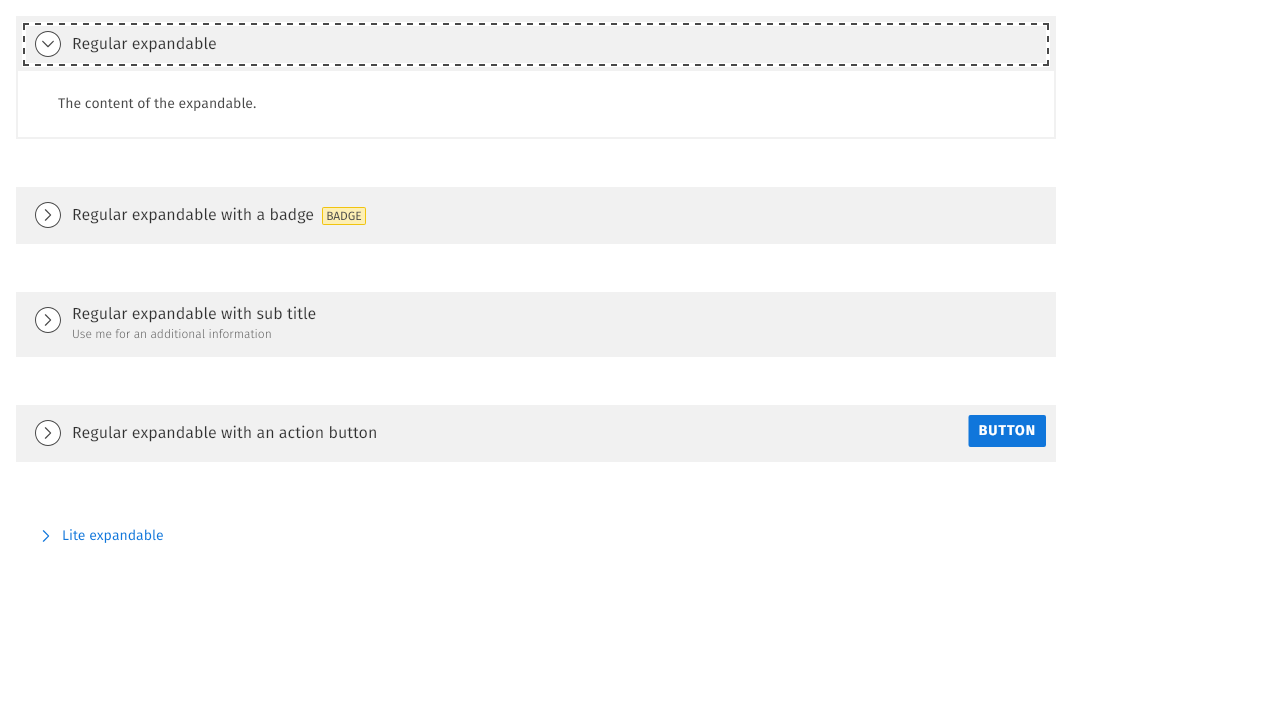 Regular expandable
The content of the expandable.
Regular expandable with a badge BADGE
Regular expandable with sub title
Use me for an additional information
Regular expandable with an action button BUTTON
Lite expandable